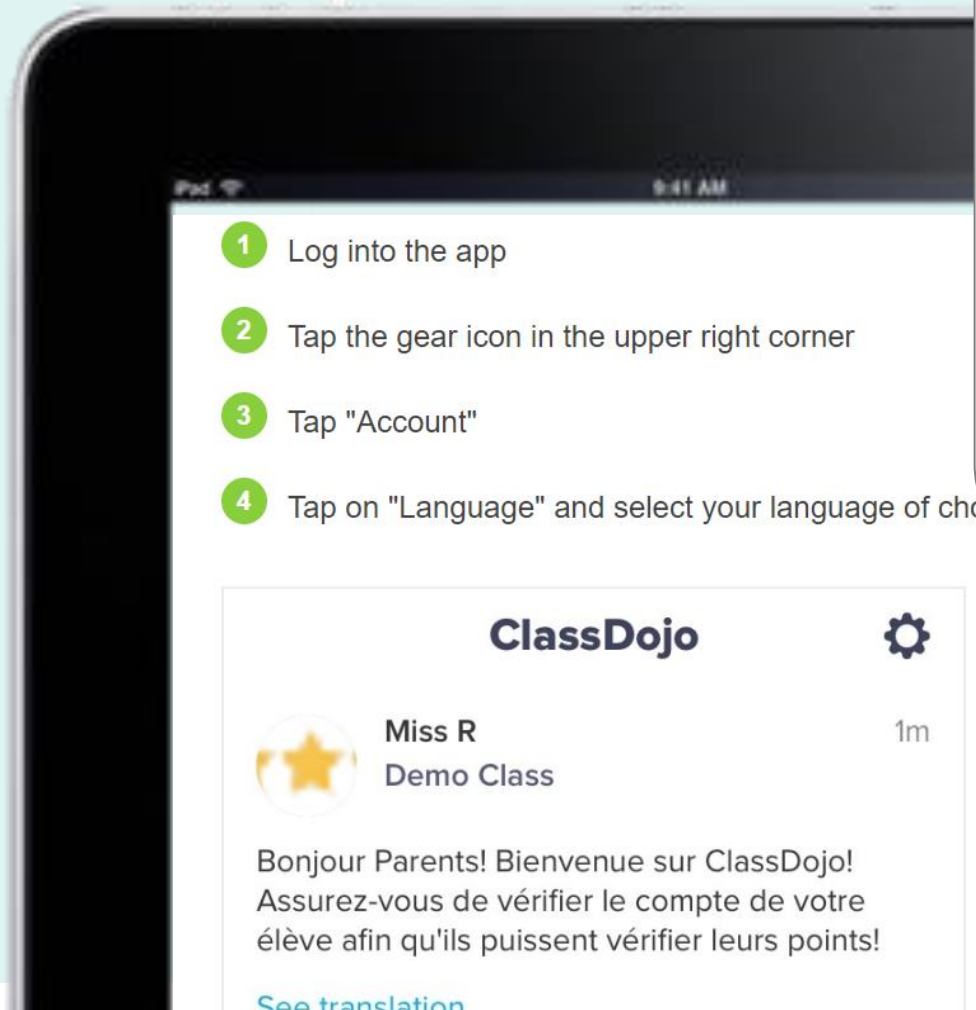 iPad
9:41 AM
1 Log into the app
2 Tap the gear icon in the upper right corner
3 Tap "Account"
4 Tap on "Language" and select your language of cho
ClassDojo
Miss R 1m
Demo Class
Bonjour Parents! Bienvenue sur ClassDojo!
Assurez-vous de vérifier le compte de votre
élève afin qu'ils puissent vérifier leurs points!
See translation